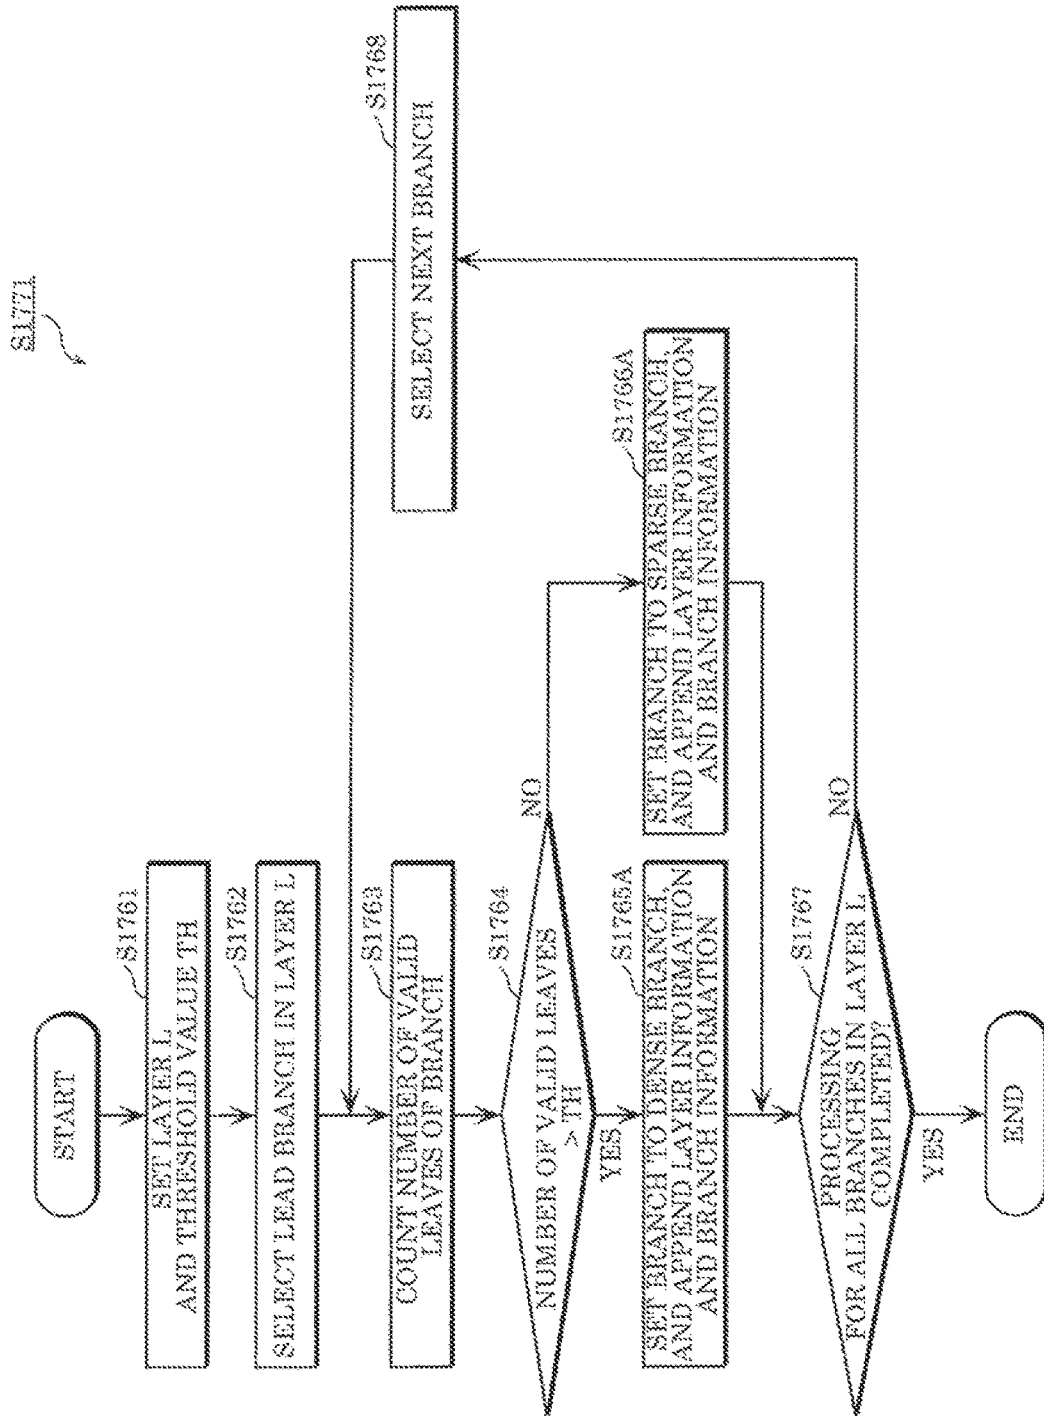 S1771
START
S1761
SET LAYER L
AND THRESHOLD VALUE TH
S1762
SELECT LEAD BRANCH IN LAYER L
S1763
COUNT NUMBER OF VALID
LEAVES OF BRANCH
S1764
NUMBER OF VALID LEAVES
> TH
NO
YES
S1765A
SET BRANCH TO DENSE BRANCH,
AND APPEND LAYER INFORMATION
AND BRANCH INFORMATION
S1766A
SET BRANCH TO SPARSE BRANCH,
AND APPEND LAYER INFORMATION
AND BRANCH INFORMATION
S1767
PROCESSING
FOR ALL BRANCHES IN LAYER L
COMPLETED?
NO
YES
S1768
SELECT NEXT BRANCH
END